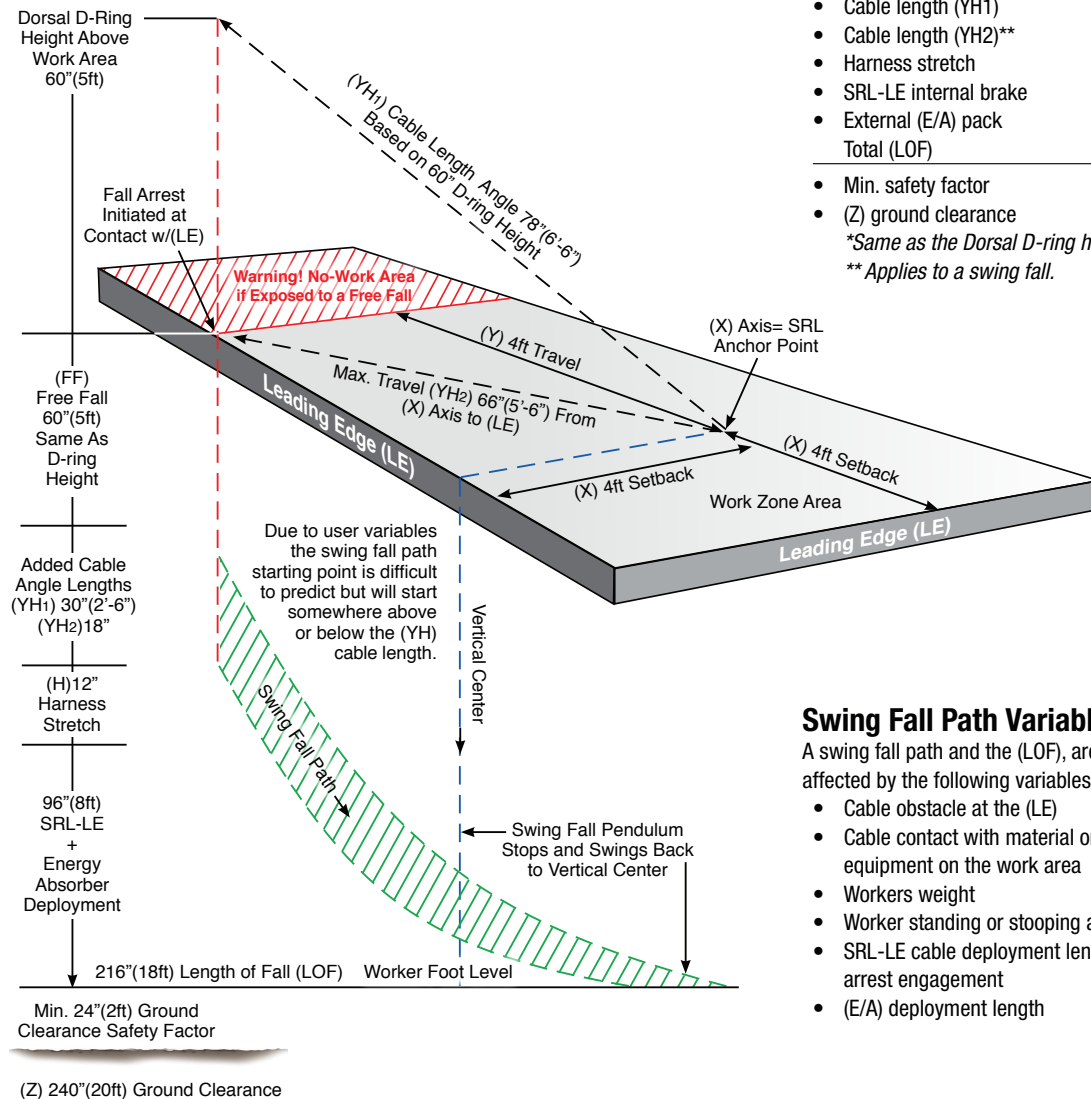 Dorsal D-Ring
Height Above
Work Area
60”(5ft)
(YH1) Cable Length Angle 78”(6’-6”)
Based on 60” D-ring Height
Fall Arrest
Initiated at
Contact w/(LE)
Warning! No-Work Area
if Exposed to a Free Fall
(X) Axis= SRL
Anchor Point
(Y) 4ft Travel
Max. Travel (YH2) 66”(5’-6”) From
(X) Axis to (LE)
(X) 4ft Setback
(X) 4ft Setback
Work Zone Area
Leading Edge (LE)
Leading Edge (LE)
(FF)
Free Fall
60”(5ft)
Same As
D-ring
Height
Due to user variables
the swing fall path
starting point is difficult
to predict but will start
somewhere above
or below the (YH)
cable length.
Vertical Center
Added Cable
Angle Lengths
(YH1) 30”(2’-6”)
(YH2)18”
(H)12”
Harness
Stretch
Swing Fall Path
96”(8ft)
SRL-LE
+
Energy
Absorber
Deployment
Swing Fall Pendulum
Stops and Swings Back
to Vertical Center
216”(18ft) Length of Fall (LOF) Worker Foot Level
Min. 24”(2ft) Ground
Clearance Safety Factor
(Z) 240”(20ft) Ground Clearance
• Cable length (YH1)
• Cable length (YH2)**
• Harness stretch
• SRL-LE internal brake
• External (E/A) pack
Total (LOF)
• Min. safety factor
• (Z) ground clearance
*Same as the Dorsal D-ring h
** Applies to a swing fall.
Swing Fall Path Variabl
A swing fall path and the (LOF), are
affected by the following variables
• Cable obstacle at the (LE)
• Cable contact with material o
equipment on the work area
• Workers weight
• Worker standing or stooping a
• SRL-LE cable deployment len
arrest engagement
• (E/A) deployment length